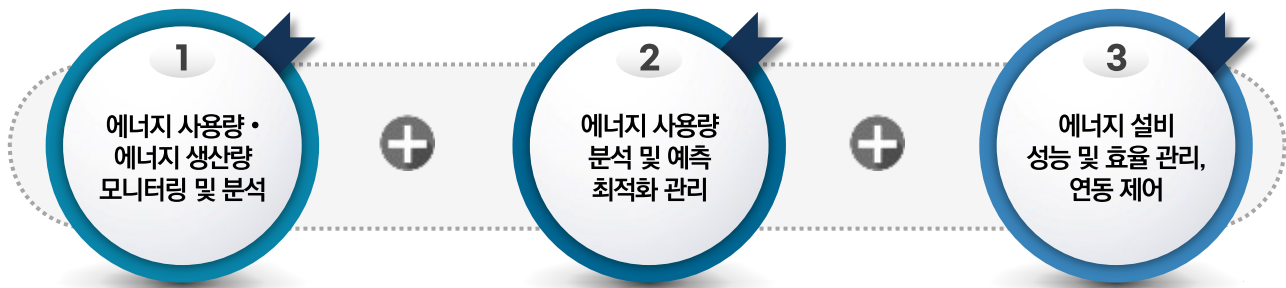 1
에너지 사용량 •
에너지 생산량
모니터링 및 분석
2
에너지 사용량
분석 및 예측
최적화 관리
3
에너지 설비
성능 및 효율 관리,
연동 제어